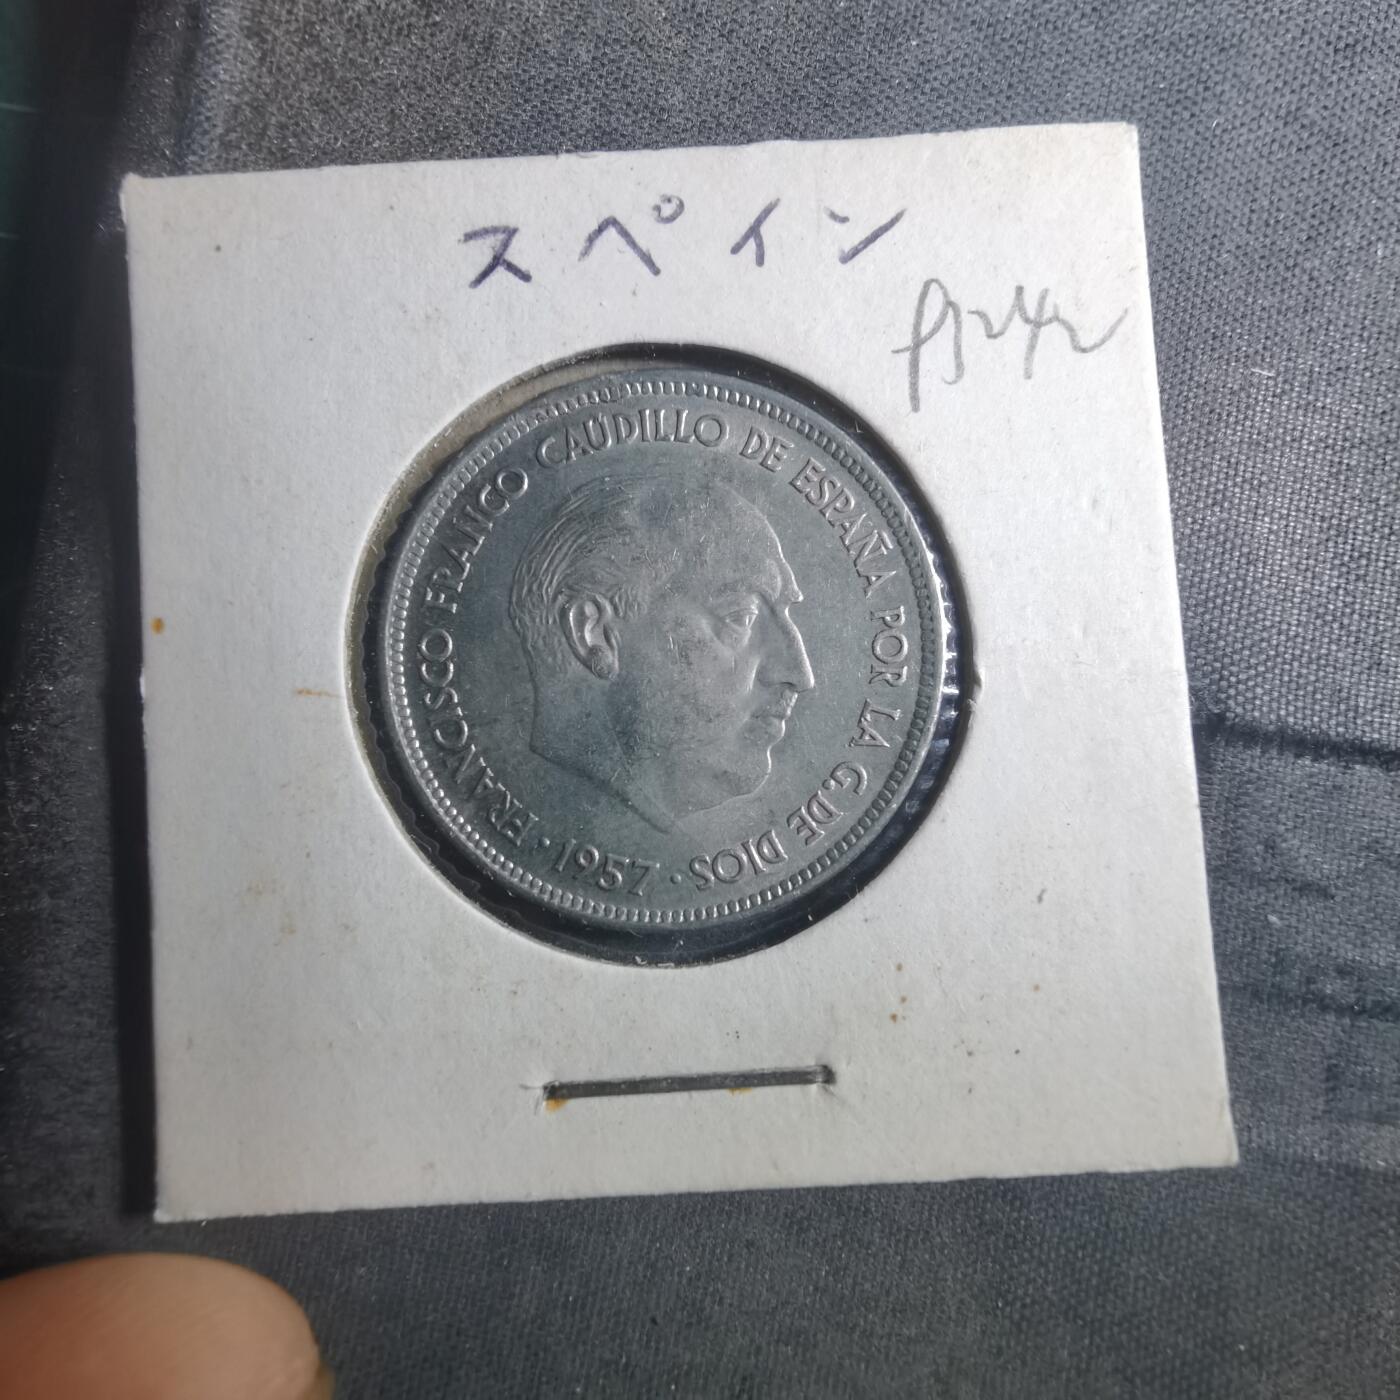 スペイン
FRANCISCO FRANCO CAUDILLO DE ESPAÑA POR LA G. DE DIOS
· 1957 ·